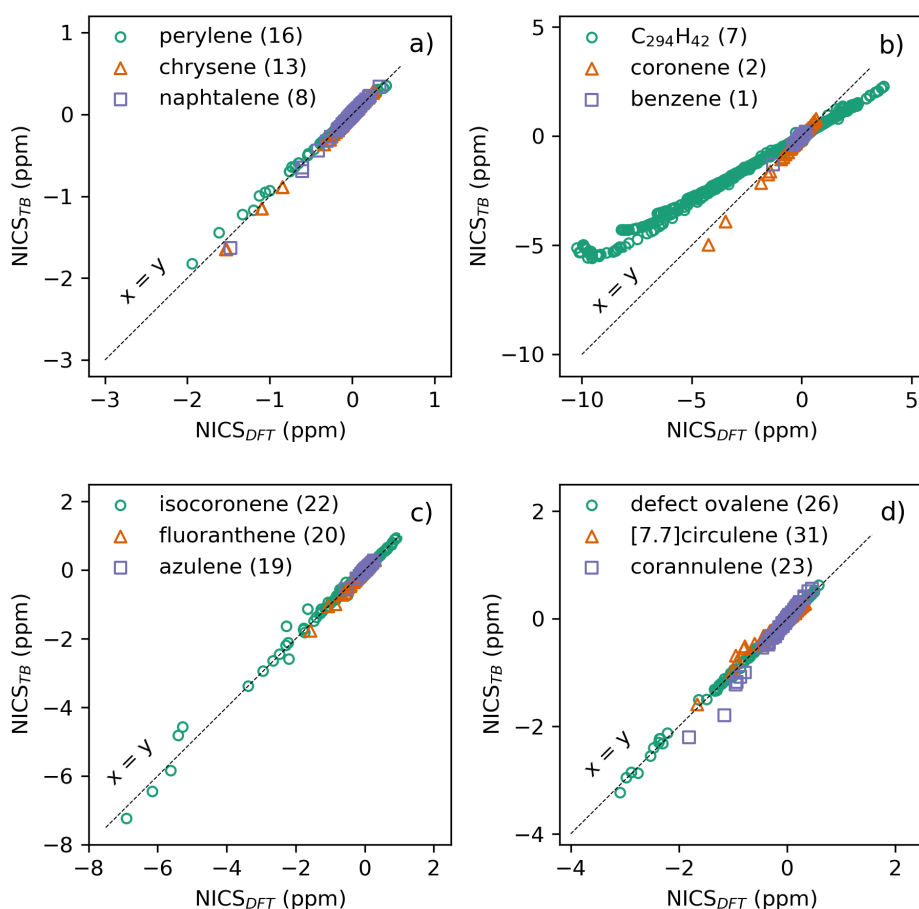 perylene (16)
chrysene (13)
naphtalene (8)
a)
x = y
1
0
−1
−2
−3
NICS_TB (ppm)
−3 −2 −1 0 1
NICS_DFT (ppm)
C₂₉₄H₄₂ (7)
coronene (2)
benzene (1)
b)
x = y
5
0
−5
−10
NICS_TB (ppm)
−10 −5 0 5
NICS_DFT (ppm)
isocoronene (22)
fluoranthene (20)
azulene (19)
c)
x = y
2
0
−2
−4
−6
−8
NICS_TB (ppm)
−8 −6 −4 −2 0 2
NICS_DFT (ppm)
defect ovalene (26)
[7.7]circulene (31)
corannulene (23)
d)
x = y
2
0
−2
−4
NICS_TB (ppm)
−4 −2 0 2
NICS_DFT (ppm)